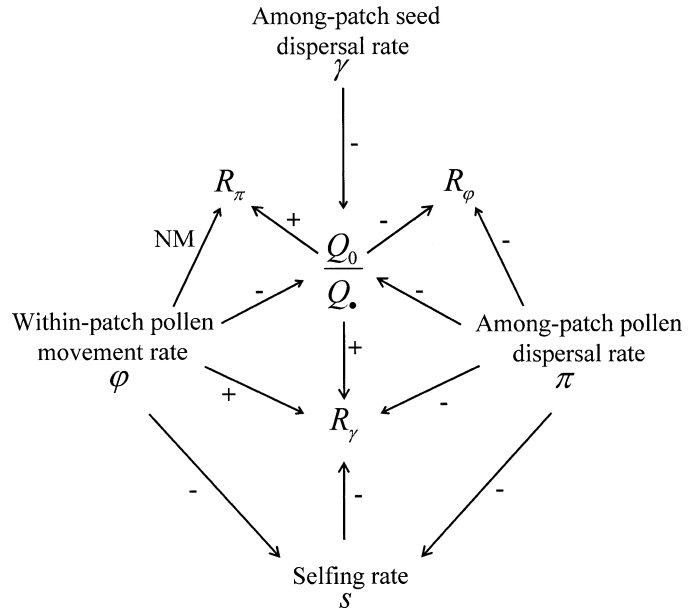 Among-patch seed
dispersal rate
γ
-
R_π
R_φ
+
-
NM
-
Q_0
Q_•
-
-
Within-patch pollen
movement rate
φ
Among-patch pollen
dispersal rate
π
+
+
-
R_γ
-
-
-
Selfing rate
s